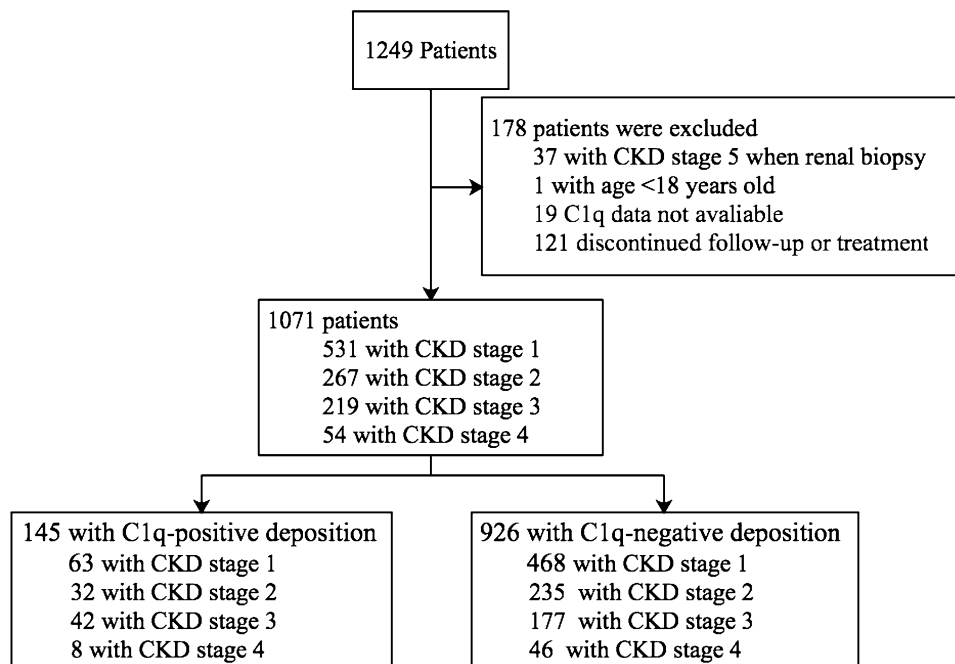 1249 Patients
178 patients were excluded
37 with CKD stage 5 when renal biopsy
1 with age <18 years old
19 C1q data not avaliable
121 discontinued follow-up or treatment
1071 patients
531 with CKD stage 1
267 with CKD stage 2
219 with CKD stage 3
54 with CKD stage 4
145 with C1q-positive deposition
63 with CKD stage 1
32 with CKD stage 2
42 with CKD stage 3
8 with CKD stage 4
926 with C1q-negative deposition
468 with CKD stage 1
235 with CKD stage 2
177 with CKD stage 3
46 with CKD stage 4